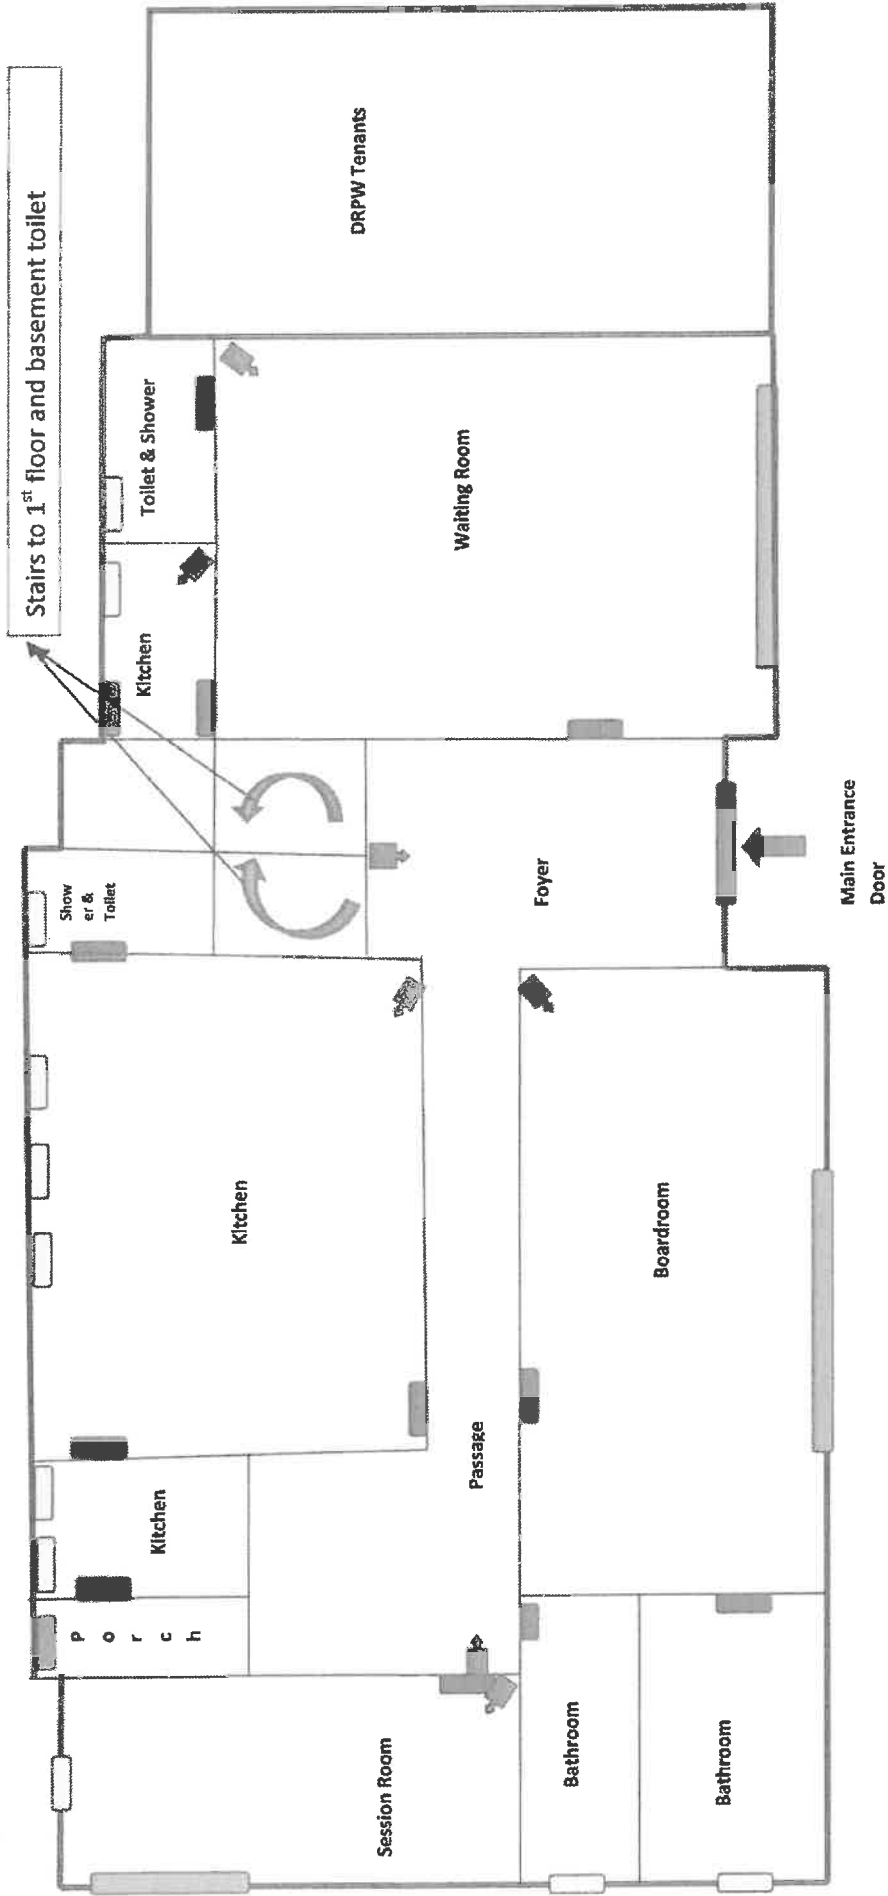 Stairs to 1st floor and basement toilet
DRPW Tenants
Toilet & Shower
Kitchen
Waiting Room
Show
er &
Toilet
Foyer
Main Entrance
Door
Kitchen
Boardroom
Passage
Kitchen
P
o
r
c
h
Session Room
Bathroom
Bathroom